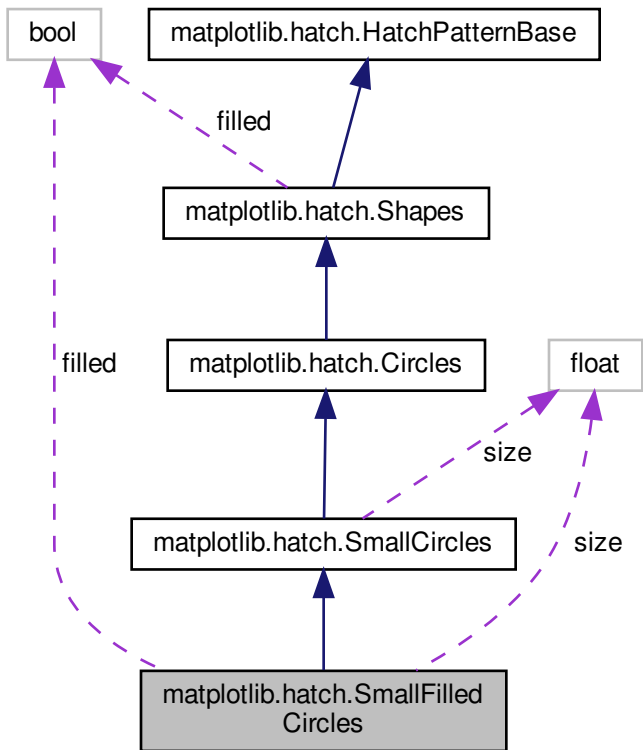 bool
matplotlib.hatch.HatchPatternBase
filled
matplotlib.hatch.Shapes
filled
matplotlib.hatch.Circles
float
size
matplotlib.hatch.SmallCircles
size
matplotlib.hatch.SmallFilled
Circles